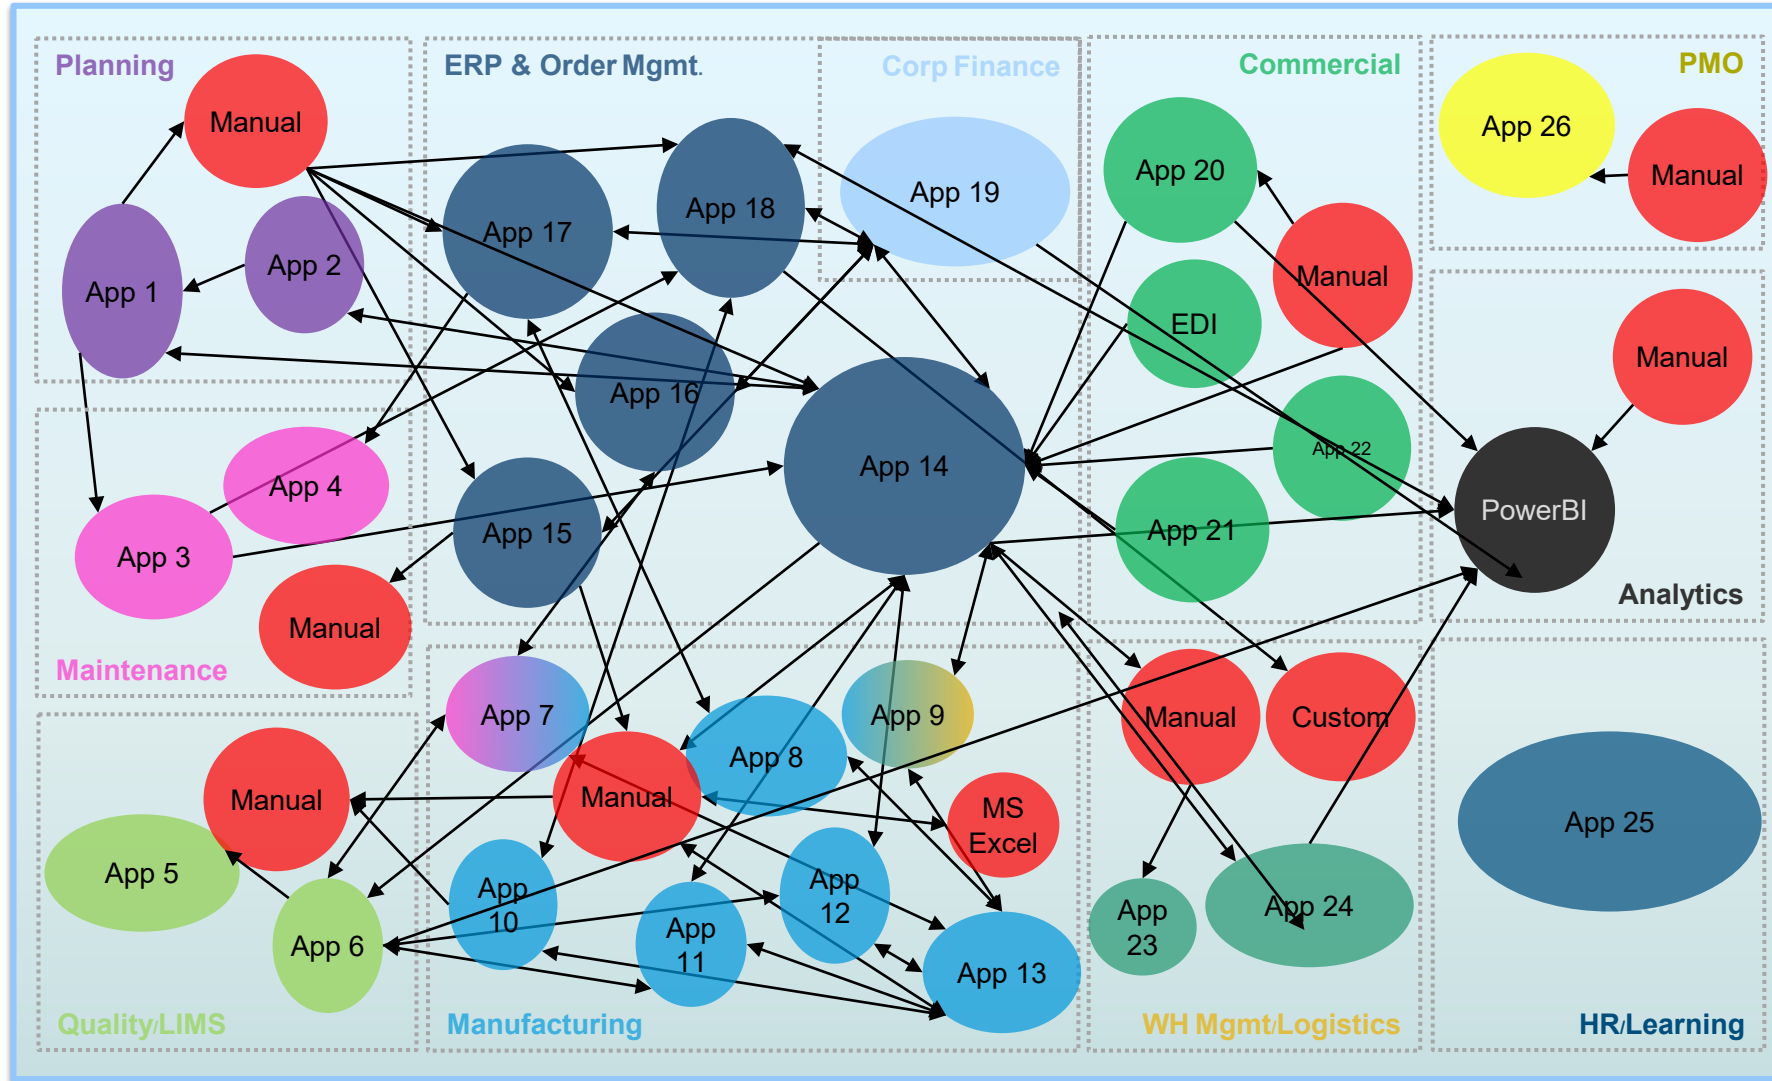 Planning
Manual
App 1
App 2
ERP & Order Mgmt.
App 17
App 18
App 16
App 14
App 15
Corp Finance
App 19
Commercial
App 20
Manual
EDI
App 22
App 21
PMO
App 26
Manual
Manual
PowerBI
Analytics
App 4
App 3
Manual
Maintenance
Manual
App 5
App 6
Quality/LIMS
App 7
App 8
App 9
Manual
MS
Excel
App
10
App
11
App
12
App 13
Manufacturing
Manual
Custom
App
23
App 24
WH Mgmt/Logistics
App 25
HR/Learning